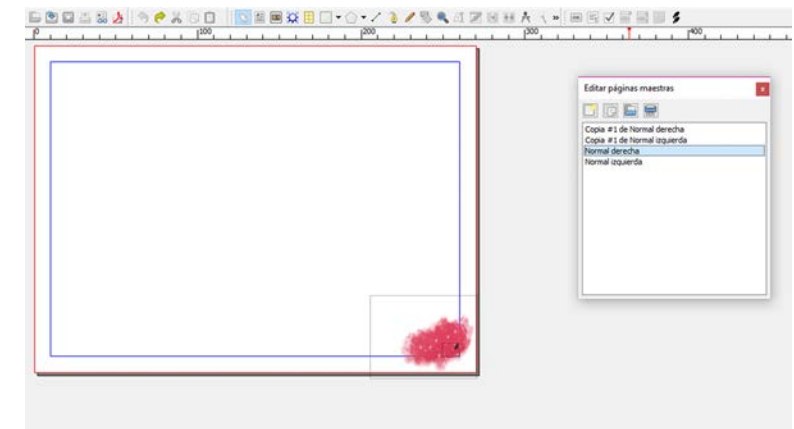 0 100 200 300 400
Editar páginas maestras
Copia #1 de Normal derecha
Copia #1 de Normal izquierda
Normal derecha
Normal izquierda